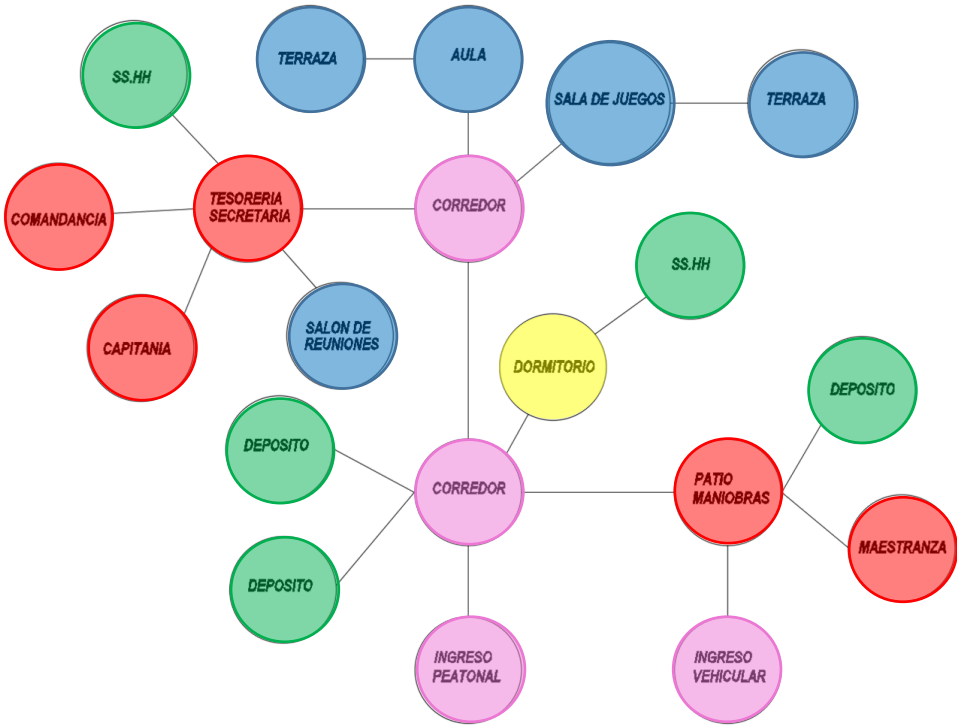 SS.HH
TERRAZA
AULA
SALA DE JUEGOS
TERRAZA
COMANDANCIA
TESORERIA
SECRETARIA
CORREDOR
SS.HH
CAPITANIA
SALON DE
REUNIONES
DORMITORIO
DEPOSITO
DEPOSITO
CORREDOR
PATIO
MANIOBRAS
MAESTRANZA
DEPOSITO
INGRESO
PEATONAL
INGRESO
VEHICULAR